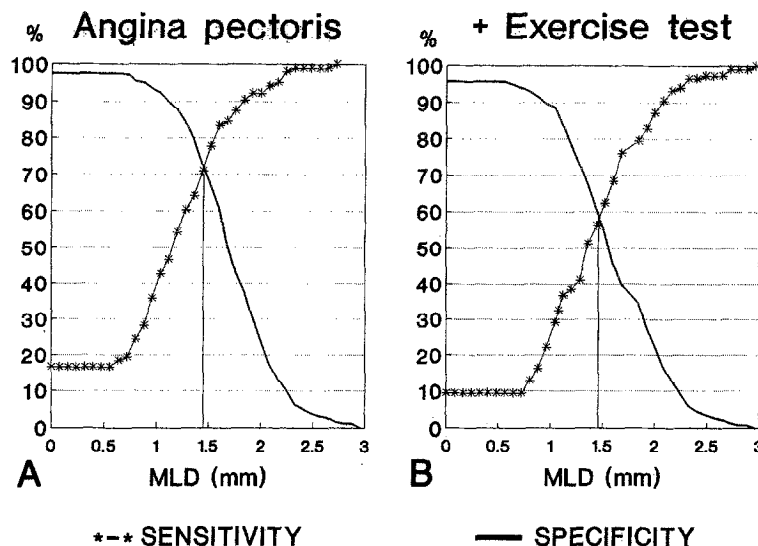 % Angina pectoris
100
90
80
70
60
50
40
30
20
10
0
0 0.5 1 1.5 2 2.5 3
A MLD (mm)
% + Exercise test
100
90
80
70
60
50
40
30
20
10
0
0 0.5 1 1.5 2 2.5 3
B MLD (mm)
*-* SENSITIVITY
— SPECIFICITY